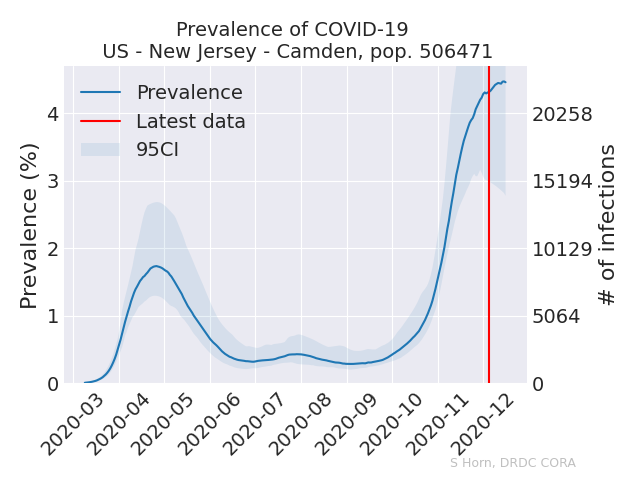 Prevalence of COVID-19
US - New Jersey - Camden, pop. 506471
Prevalence
Latest data
95CI
Prevalence (%)
4
3
2
1
0
20258
15194
10129
5064
0
# of infections
2020-03
2020-04
2020-05
2020-06
2020-07
2020-08
2020-09
2020-10
2020-11
2020-12
S Horn, DRDC CORA